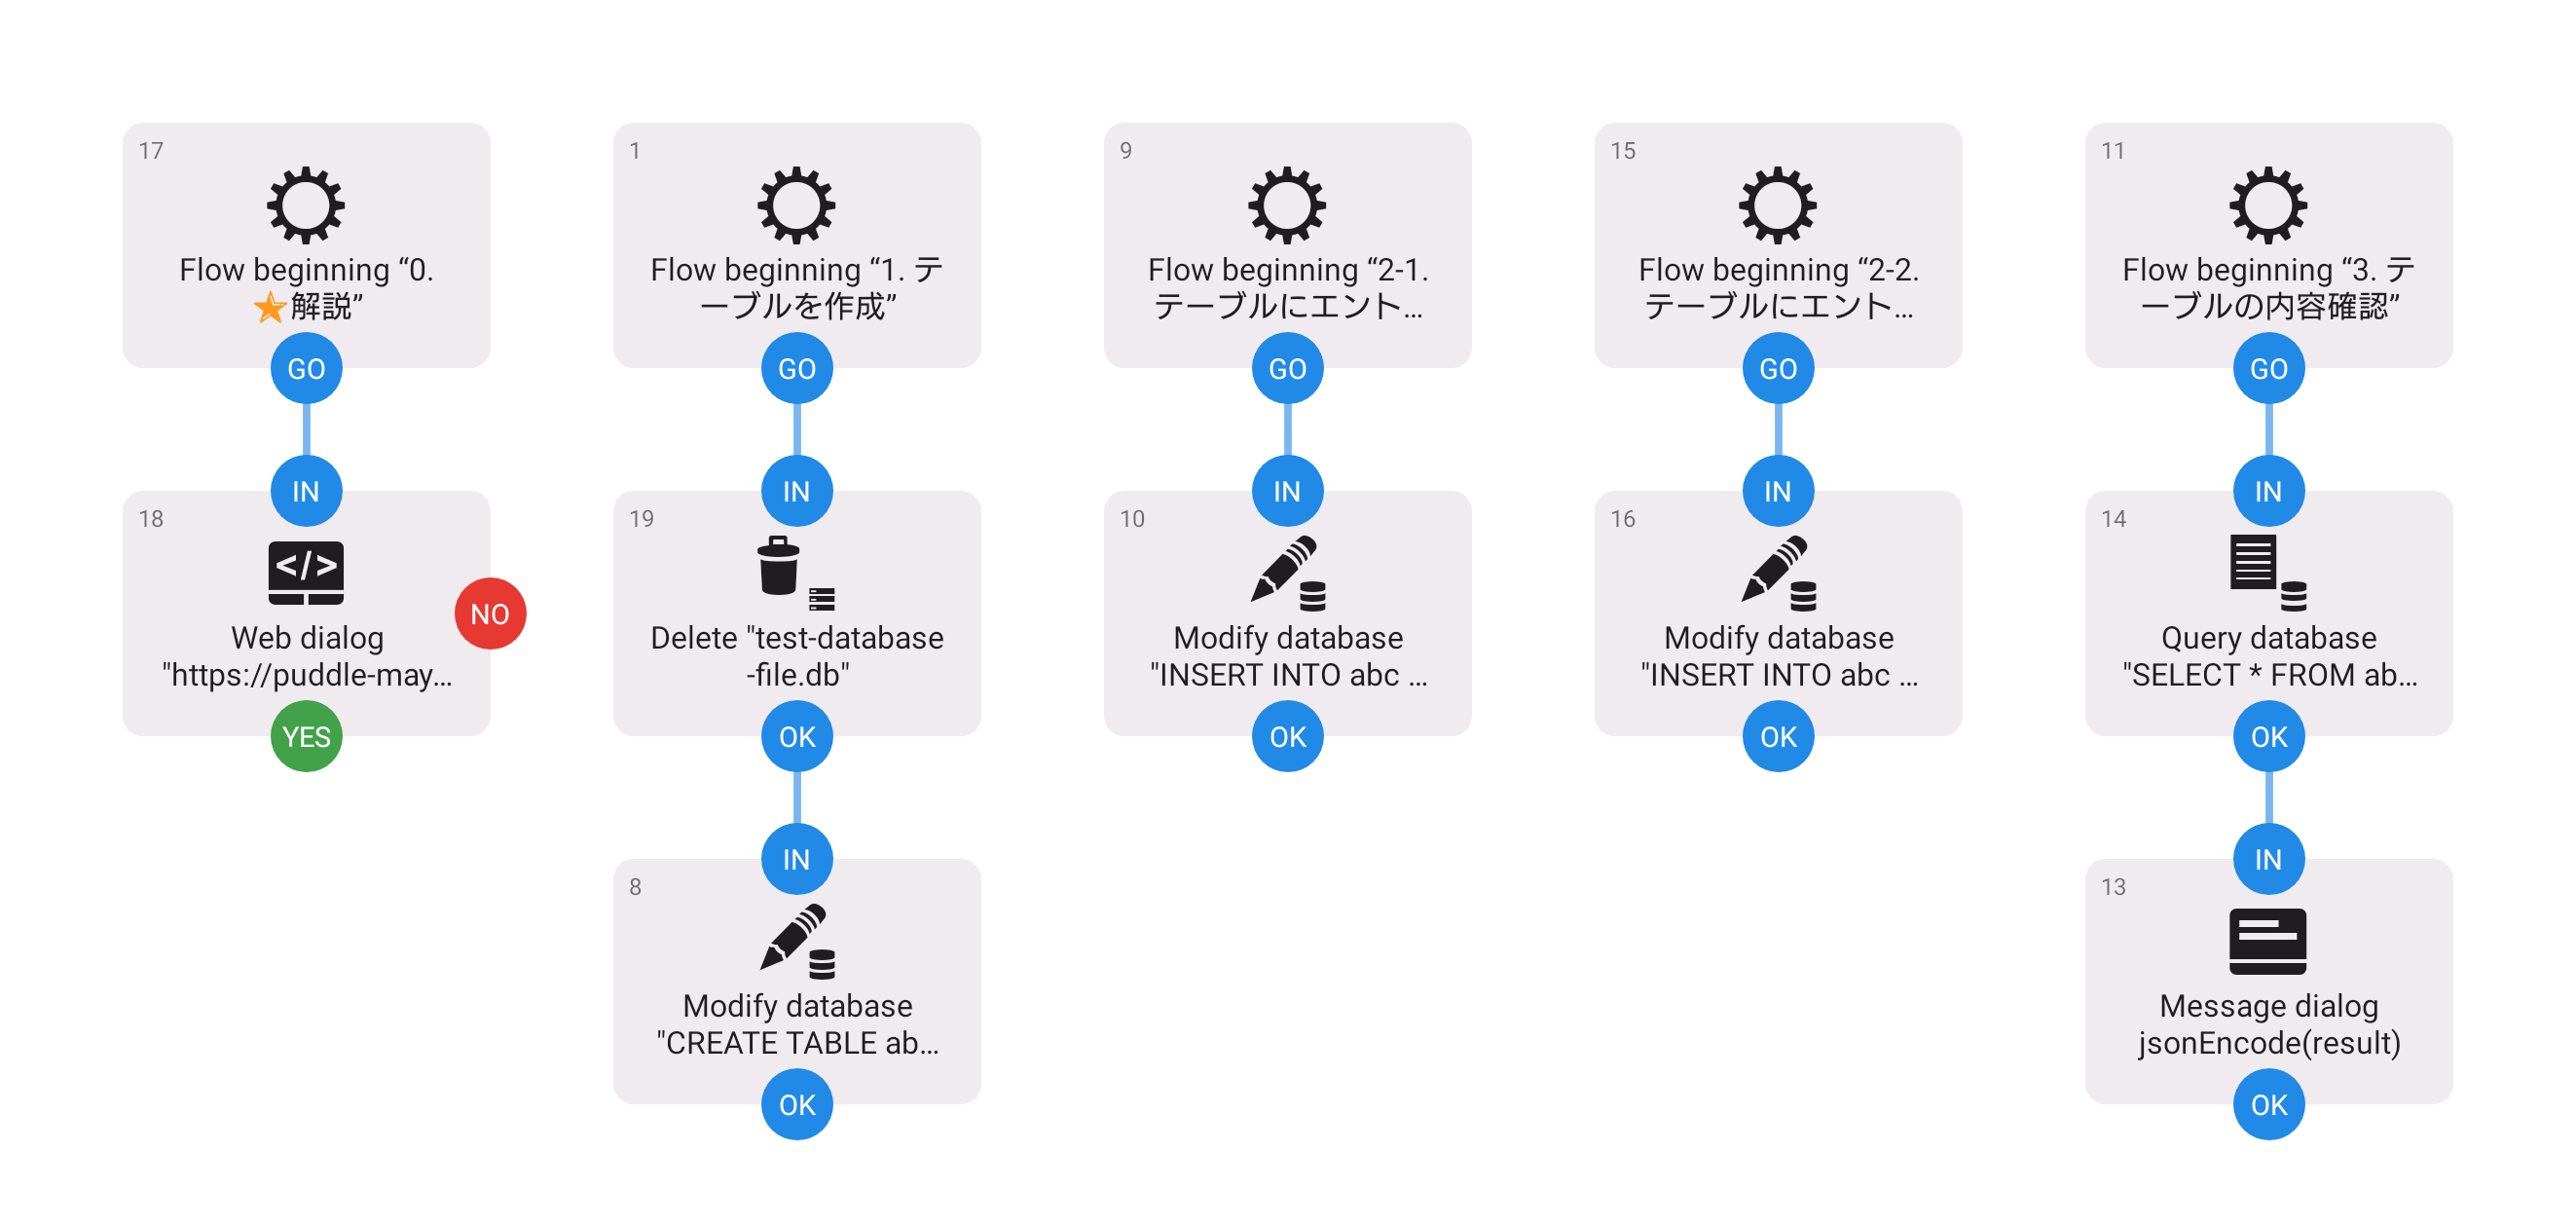 17
Flow beginning “0.
⭐解説”
GO
IN
18
Web dialog
"https://puddle-may…
NO
YES
1
Flow beginning “1. テ
ーブルを作成”
GO
IN
19
Delete "test-database
-file.db"
OK
IN
8
Modify database
"CREATE TABLE ab…
OK
9
Flow beginning “2-1.
テーブルにエント…
GO
IN
10
Modify database
"INSERT INTO abc …
OK
15
Flow beginning “2-2.
テーブルにエント…
GO
IN
16
Modify database
"INSERT INTO abc …
OK
11
Flow beginning “3. テ
ーブルの内容確認”
GO
IN
14
Query database
"SELECT * FROM ab…
OK
IN
13
Message dialog
jsonEncode(result)
OK